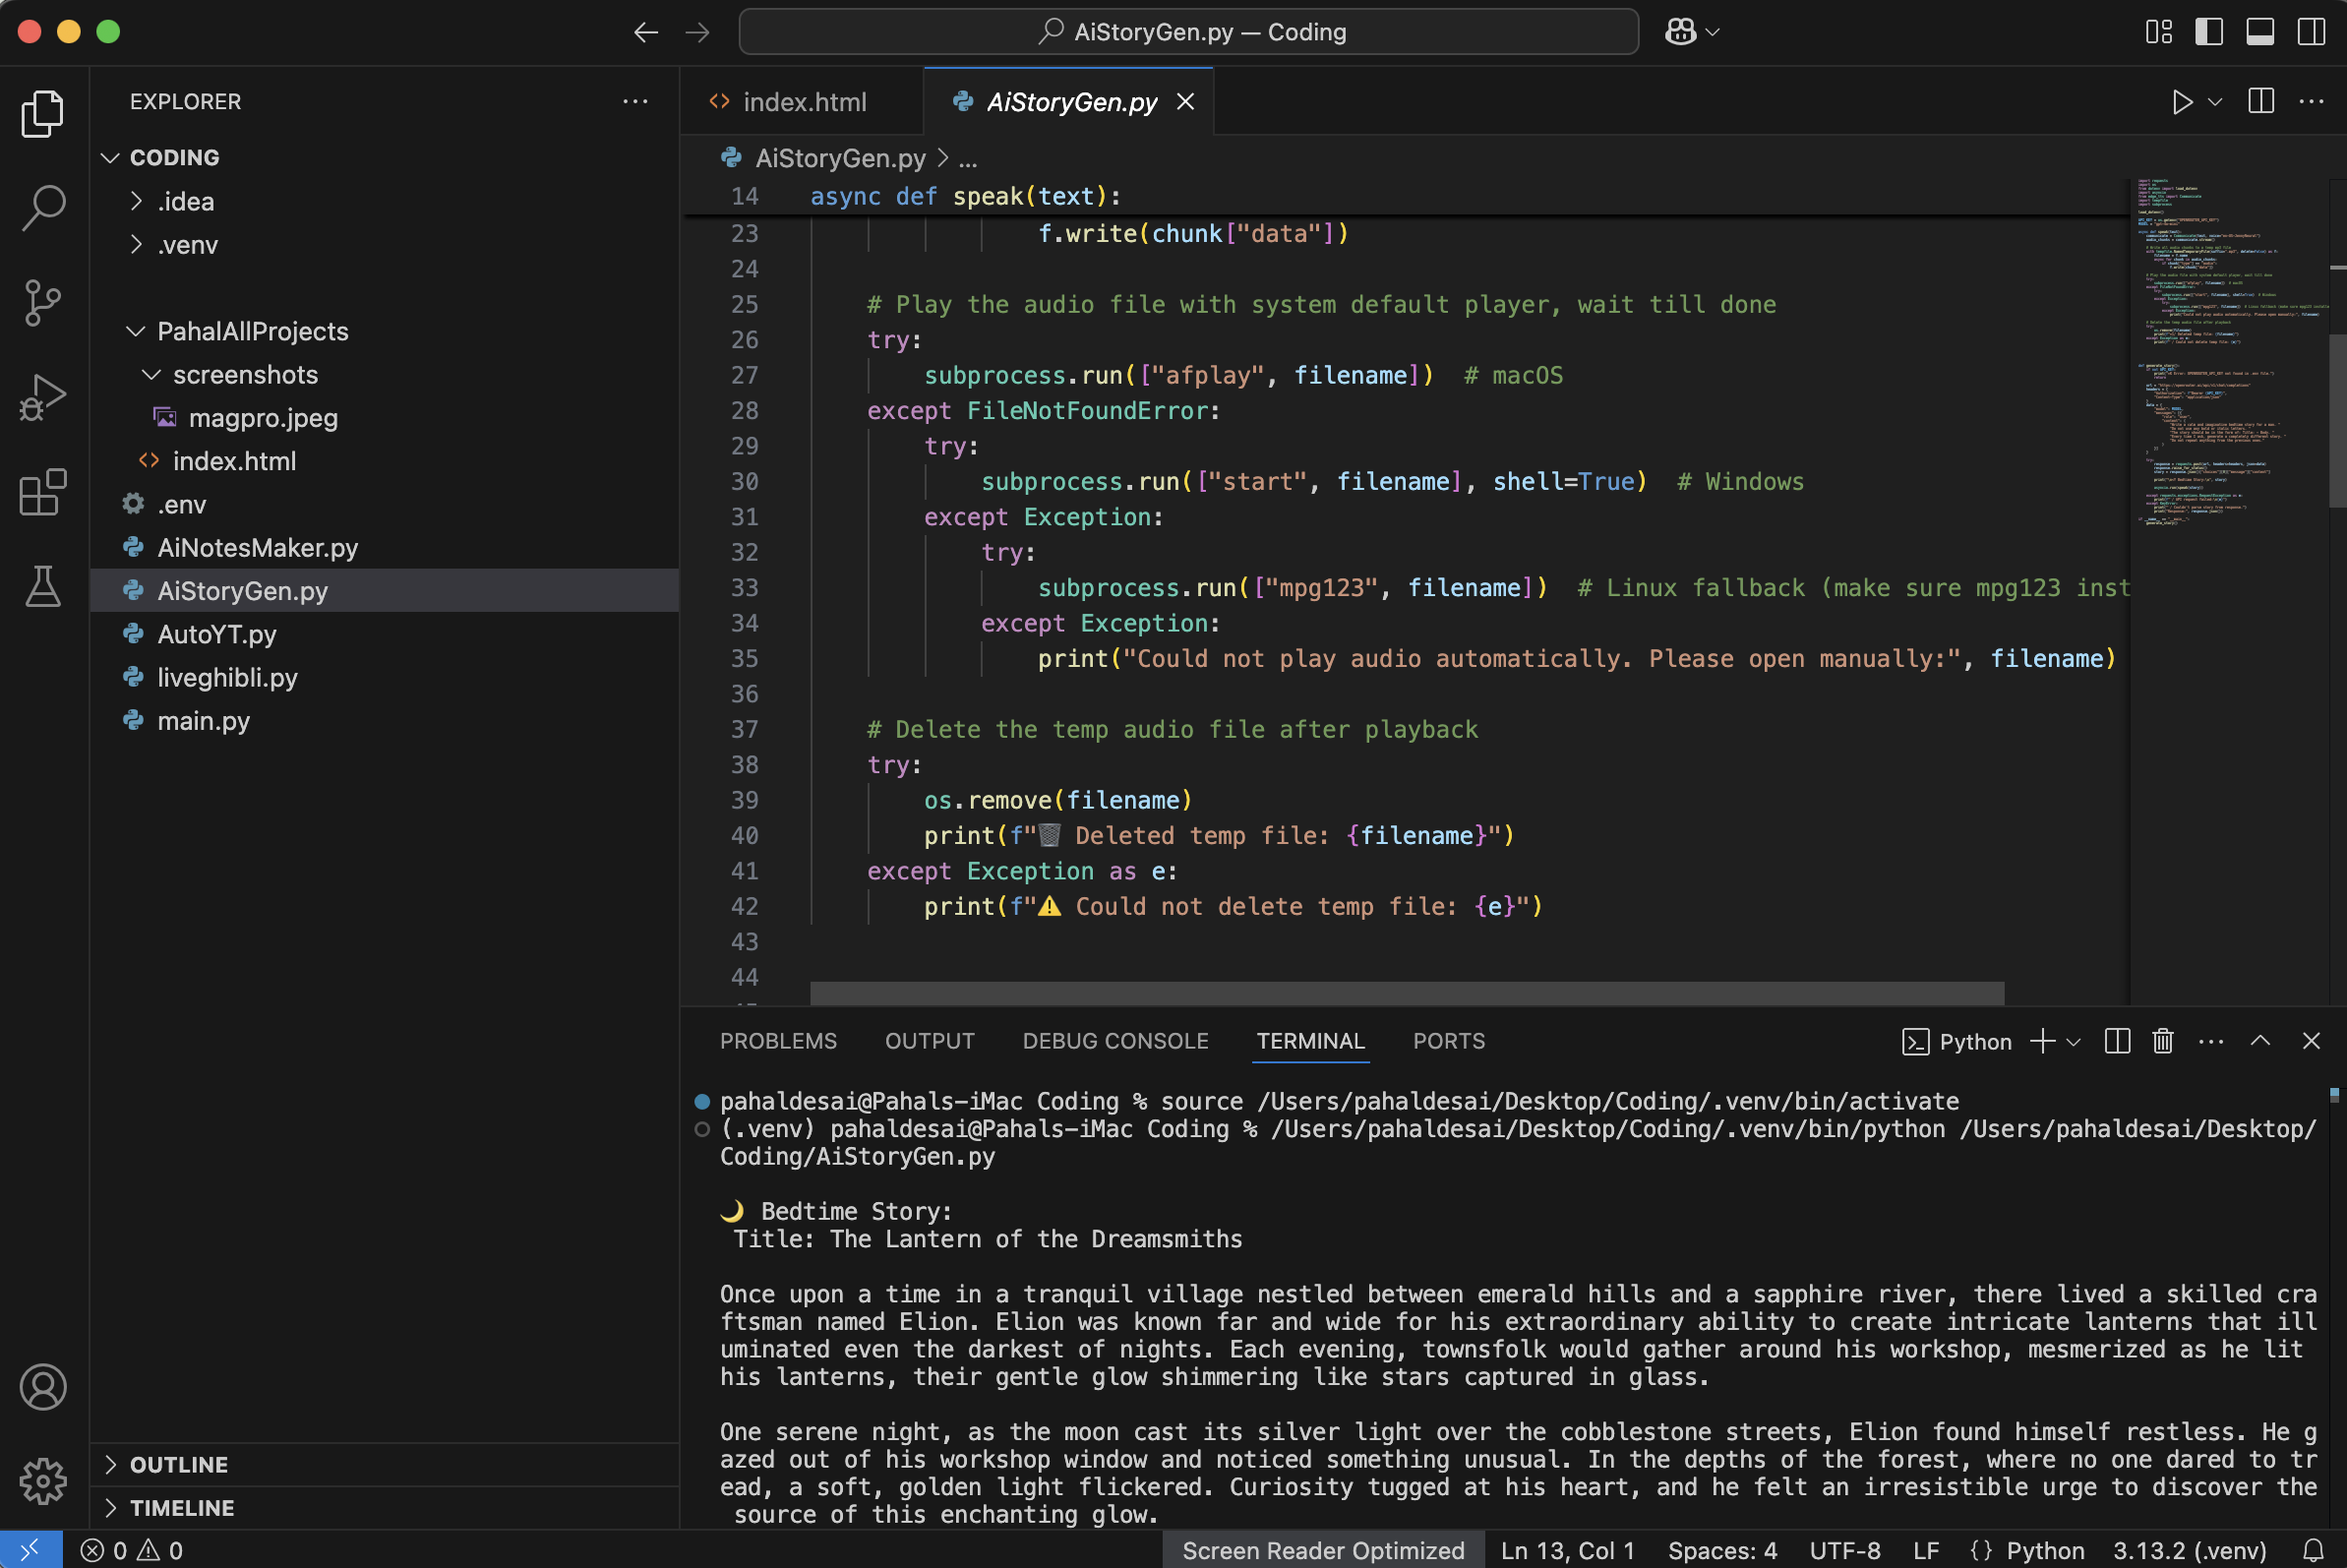 AiStoryGen.py — Coding
EXPLORER
CODING
.idea
.venv
PahalAllProjects
screenshots
magpro.jpeg
index.html
.env
AiNotesMaker.py
AiStoryGen.py
AutoYT.py
liveghibli.py
main.py
OUTLINE
TIMELINE
index.html
AiStoryGen.py
AiStoryGen.py > ...
14 async def speak(text):
23 f.write(chunk["data"])
24
25 # Play the audio file with system default player, wait till done
26 try:
27 subprocess.run(["afplay", filename])  # macOS
28 except FileNotFoundError:
29 try:
30 subprocess.run(["start", filename], shell=True)  # Windows
31 except Exception:
32 try:
33 subprocess.run(["mpg123", filename])  # Linux fallback (make sure mpg123 inst
34 except Exception:
35 print("Could not play audio automatically. Please open manually:", filename)
36
37 # Delete the temp audio file after playback
38 try:
39 os.remove(filename)
40 print(f"🗑️ Deleted temp file: {filename}")
41 except Exception as e:
42 print(f"⚠️ Could not delete temp file: {e}")
43
44
PROBLEMS OUTPUT DEBUG CONSOLE TERMINAL PORTS
Python
pahaldesai@Pahals-iMac Coding % source /Users/pahaldesai/Desktop/Coding/.venv/bin/activate
(.venv) pahaldesai@Pahals-iMac Coding % /Users/pahaldesai/Desktop/Coding/.venv/bin/python /Users/pahaldesai/Desktop/
Coding/AiStoryGen.py
🌙 Bedtime Story:
Title: The Lantern of the Dreamsmiths
Once upon a time in a tranquil village nestled between emerald hills and a sapphire river, there lived a skilled cra
ftsman named Elion. Elion was known far and wide for his extraordinary ability to create intricate lanterns that ill
uminated even the darkest of nights. Each evening, townsfolk would gather around his workshop, mesmerized as he lit
his lanterns, their gentle glow shimmering like stars captured in glass.
One serene night, as the moon cast its silver light over the cobblestone streets, Elion found himself restless. He g
azed out of his workshop window and noticed something unusual. In the depths of the forest, where no one dared to tr
ead, a soft, golden light flickered. Curiosity tugged at his heart, and he felt an irresistible urge to discover the
source of this enchanting glow.
0 0
Screen Reader Optimized Ln 13, Col 1 Spaces: 4 UTF-8 LF {} Python 3.13.2 (.venv)